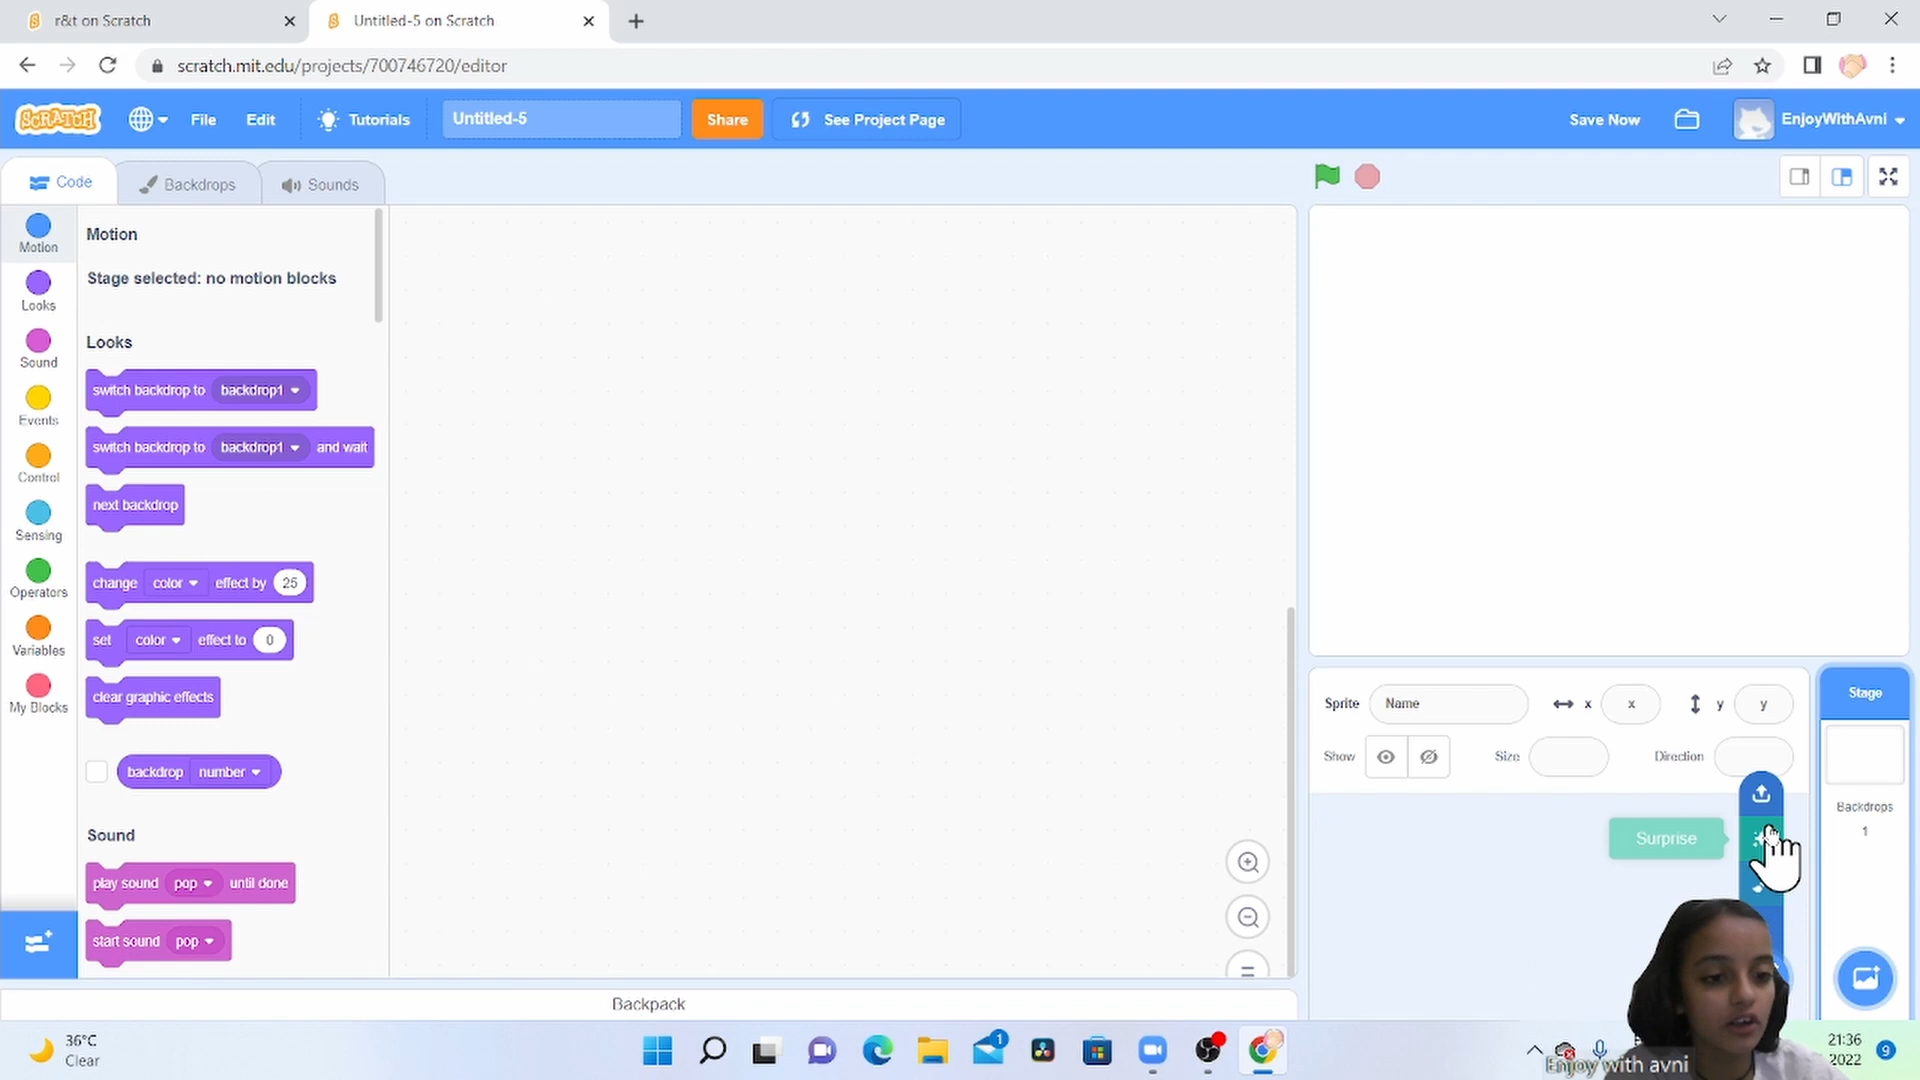 r&t on Scratch
Untitled-5 on Scratch
scratch.mit.edu/projects/700746720/editor
SCRATCH
File
Edit
Tutorials
Untitled-5
Share
See Project Page
Save Now
EnjoyWithAvni
Code
Backdrops
Sounds
Motion
Looks
Sound
Events
Control
Sensing
Operators
Variables
My Blocks
Motion
Stage selected: no motion blocks
Looks
switch backdrop to backdrop1
switch backdrop to backdrop1 and wait
next backdrop
change color effect by 25
set color effect to 0
clear graphic effects
backdrop number
Sound
play sound pop until done
start sound pop
Sprite Name x x y y
Show Size Direction
Surprise
Stage
Backdrops
1
Backpack
36°C
Clear
1
21:36
2022
9
Enjoy with avni